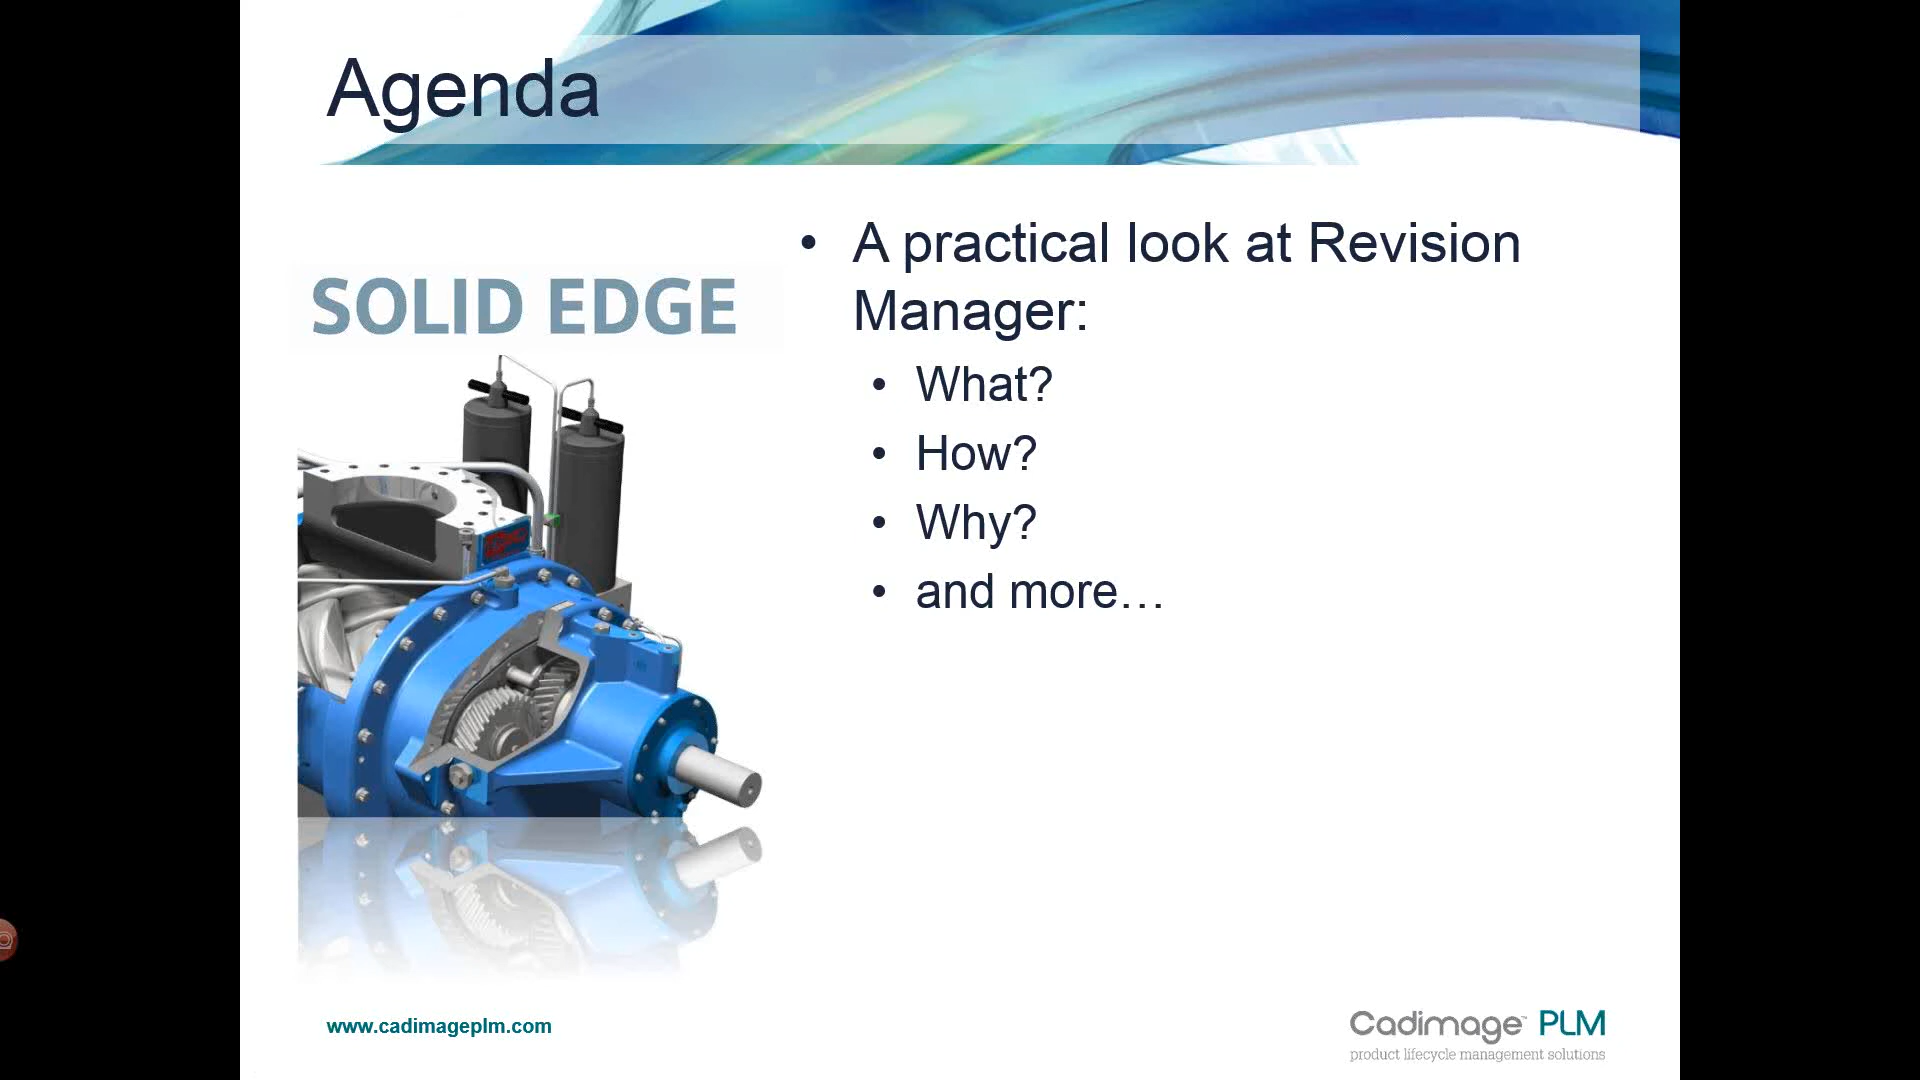 Agenda
SOLID EDGE
• A practical look at Revision
Manager:
• What?
• How?
• Why?
• and more…
www.cadimageplm.com
Cadimage™ PLM
product lifecycle management solutions